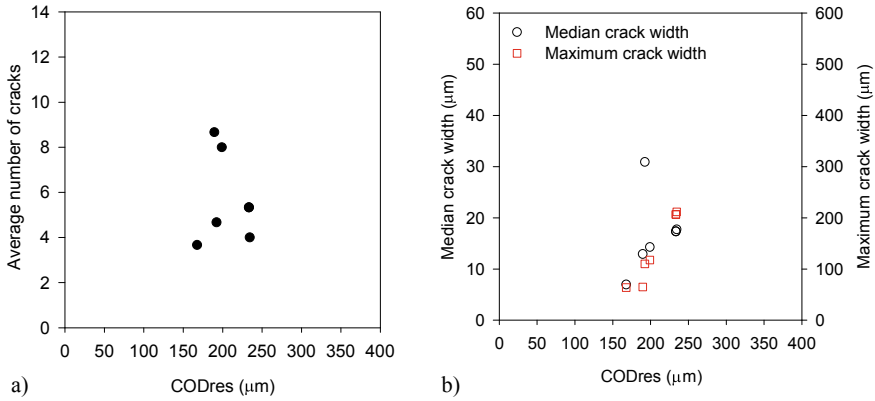 14
12
10
8
6
4
2
0
Average number of cracks
0 50 100 150 200 250 300 350 400
CODres (μm)
a)
60
50
40
30
20
10
0
Median crack width (μm)
Median crack width
Maximum crack width
600
500
400
300
200
100
0
Maximum crack width (μm)
0 50 100 150 200 250 300 350 400
CODres (μm)
b)